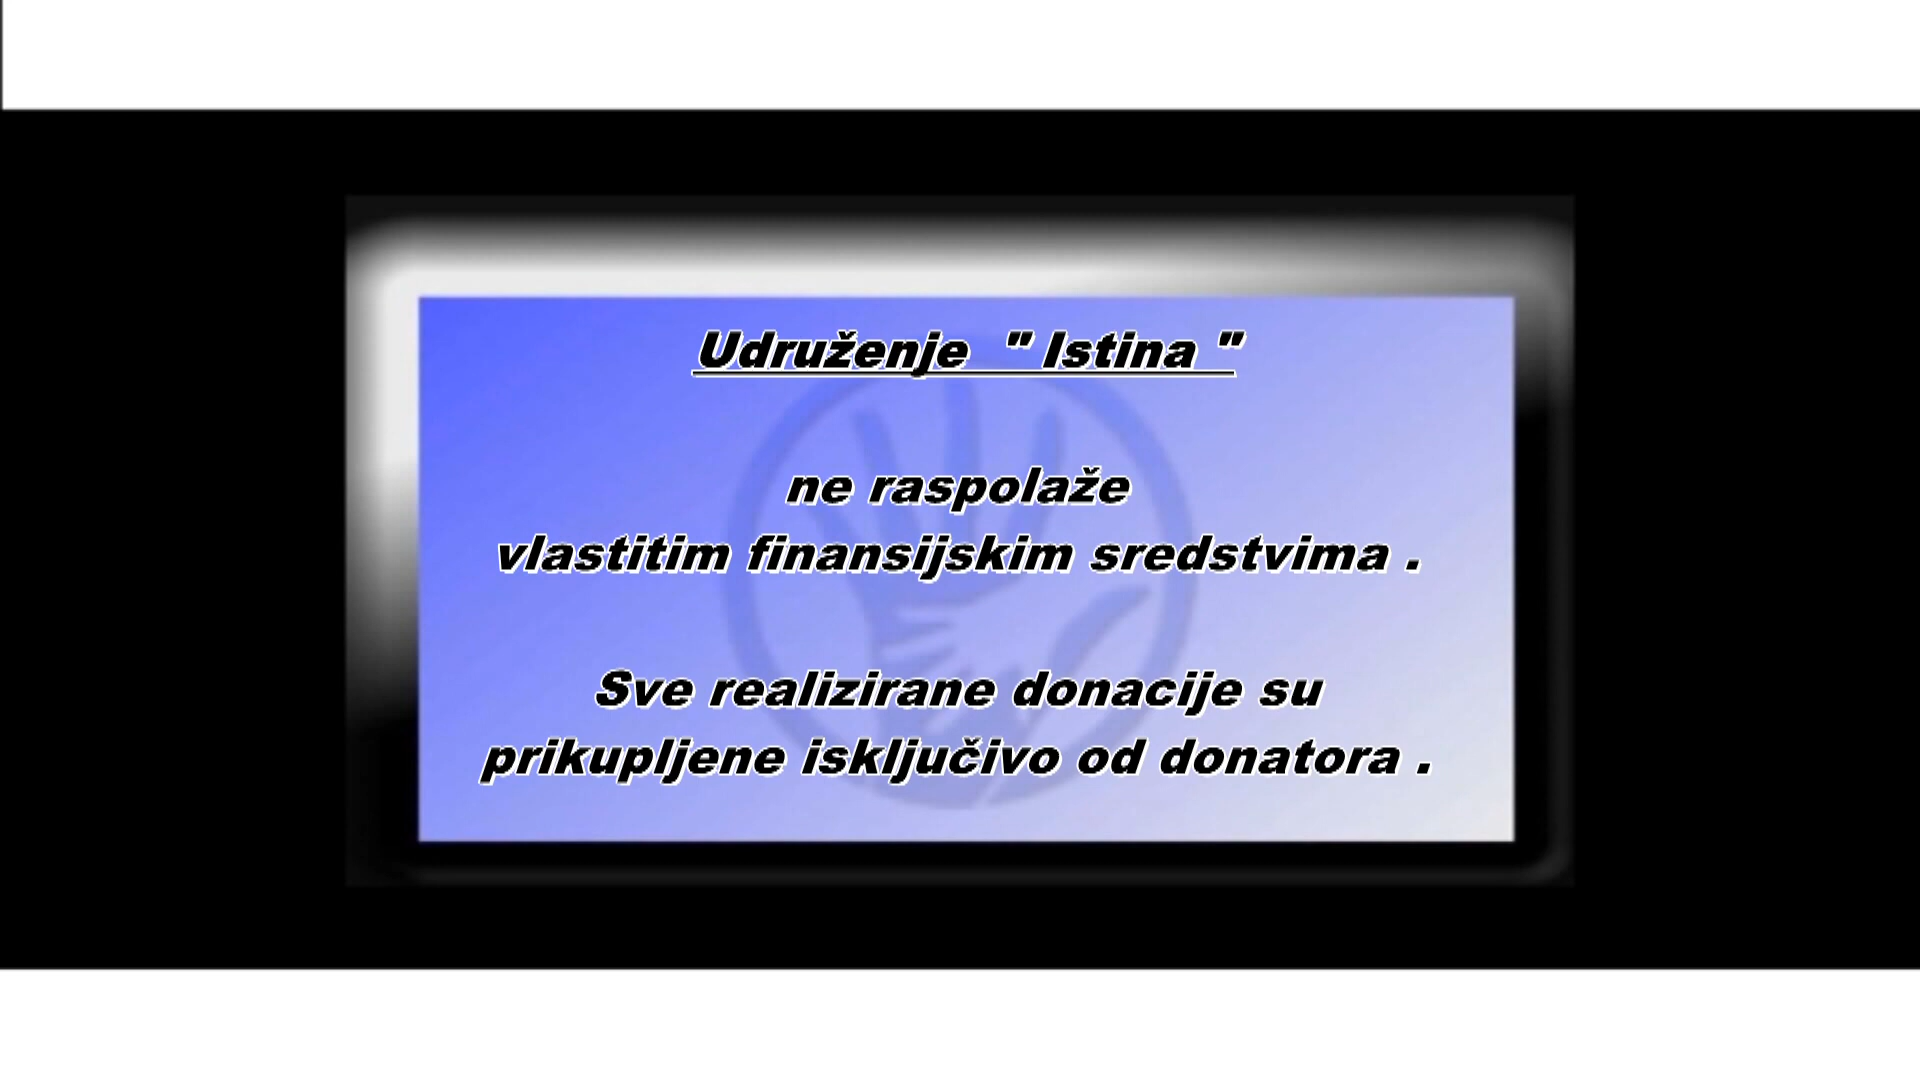 Udruženje " Istina "
ne raspolaže
vlastitim finansijskim sredstvima .
Sve realizirane donacije su
prikupljene isključivo od donatora .